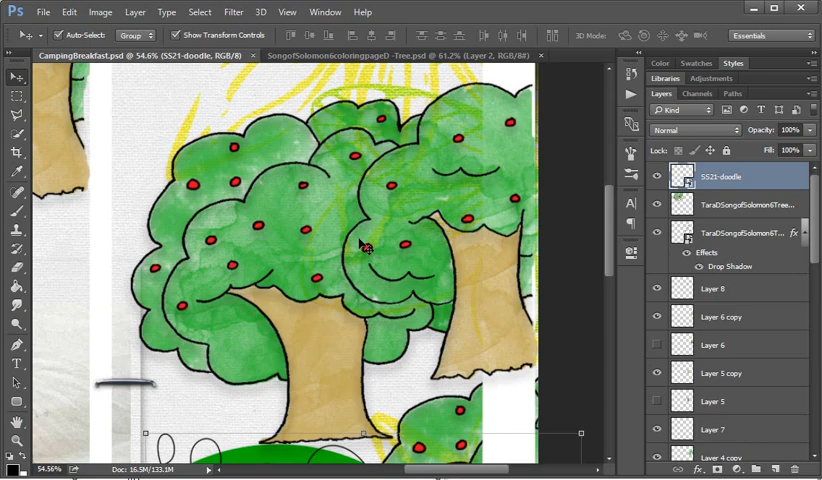 Ps File Edit Image Layer Type Select Filter 3D View Window Help
Auto-Select: Group Show Transform Controls 3D Mode: Essentials
CampingBreakfast.psd @ 54.6% (SS21-doodle, RGB/8) × SongofSolomon6coloringpageD -Tree.psd @ 61.2% (Layer 2, RGB/8#) ×
Color Swatches Styles
Libraries Adjustments
Layers Channels Paths
Kind
Normal Opacity: 100%
Lock: Fill: 100%
SS21-doodle
TaraDSongofSolomon6Tree...
TaraDSongofSolomon6T... fx
Effects
Drop Shadow
Layer 8
Layer 6 copy
Layer 6
Layer 5 copy
Layer 5
Layer 7
Layer 4 copy
54.56% Doc: 16.5M/133.1M